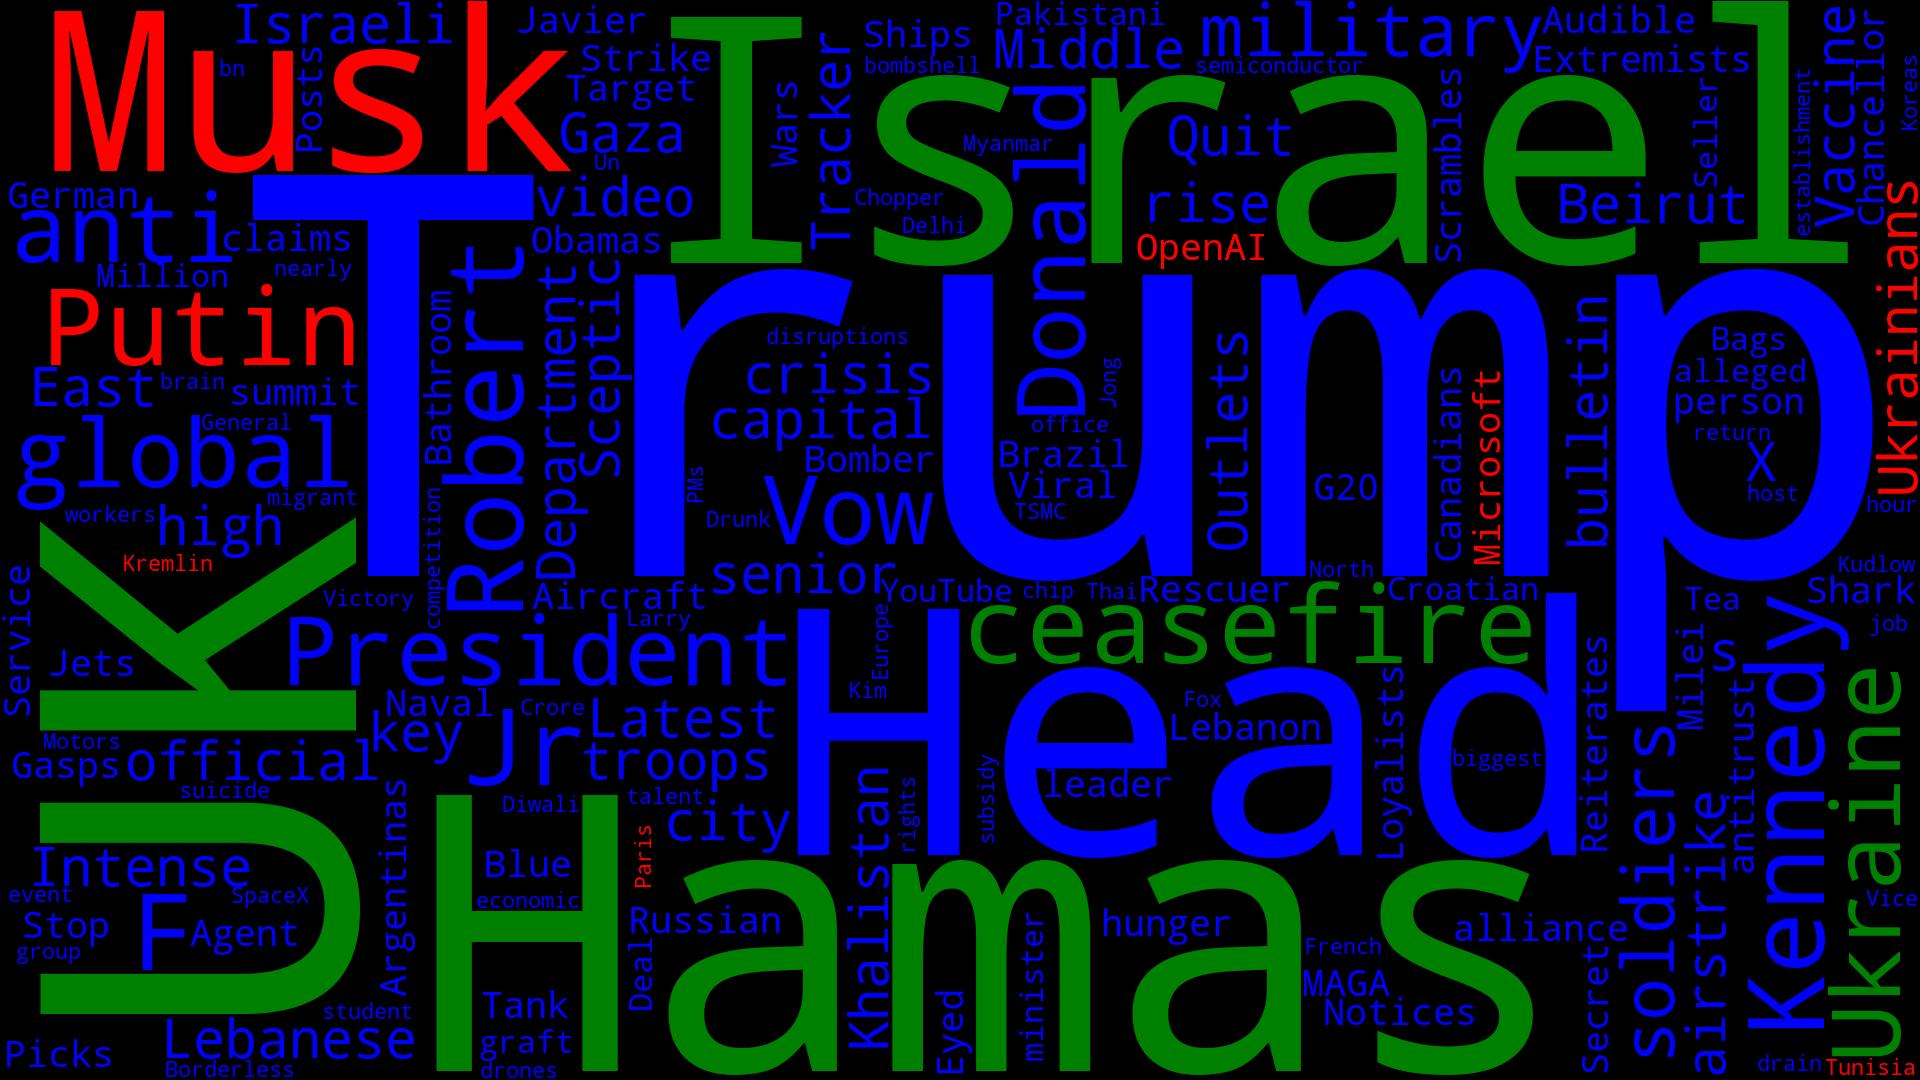 Musk
Israeli
Javier
Israel
Ships
Pakistani
military
Audible
bn
Posts
Strike
bombshell
Middle
semiconductor
Extremists
Vaccine
Chancellor
Koreas
Target
Wars
Tracker
Donald
Scrambles
Seller
establishment
Gaza
Myanmar
Quit
Un
German
anti
video
Chopper
rise
Beirut
Ukrainians
claims
Obamas
Delhi
OpenAI
Million
nearly
Trump
Robert
Department
Sceptic
Putin
Bathroom
disruptions
Outlets
bulletin
Bags
East
brain
summit
crisis
Jong
Canadians
Microsoft
alleged
person
global
General
capital
office
return
Bomber
Brazil
X
migrant
PMs
Viral
G20
host
workers
high
Drunk
Vow
TSMC
hour
Kremlin
competition
senior
North
Kudlow
Service
Victory
Aircraft
YouTube
chip
Thai
Rescuer
Croatian
Tea
Shark
UK
President
Larry
Europe
ceasefire
job
Jets
Head
Milei
s
Kennedy
Kim
Naval
Crore
Latest
Fox
Lebanon
Loyalists
Reiterates
antitrust
Ukraine
Motors
key
Jr
Gasps
official
troops
biggest
soldiers
suicide
Argentinas
Diwali
talent
leader
city
Khalistan
rights
subsidy
airstrike
Intense
Hamas
Blue
Paris
event
SpaceX
economic
Vice
Stop
F
Agent
Russian
hunger
alliance
group
Deal
minister
French
Secret
Tank
Eyed
MAGA
student
Notices
Lebanese
graft
Picks
Borderless
drones
drain
Tunisia